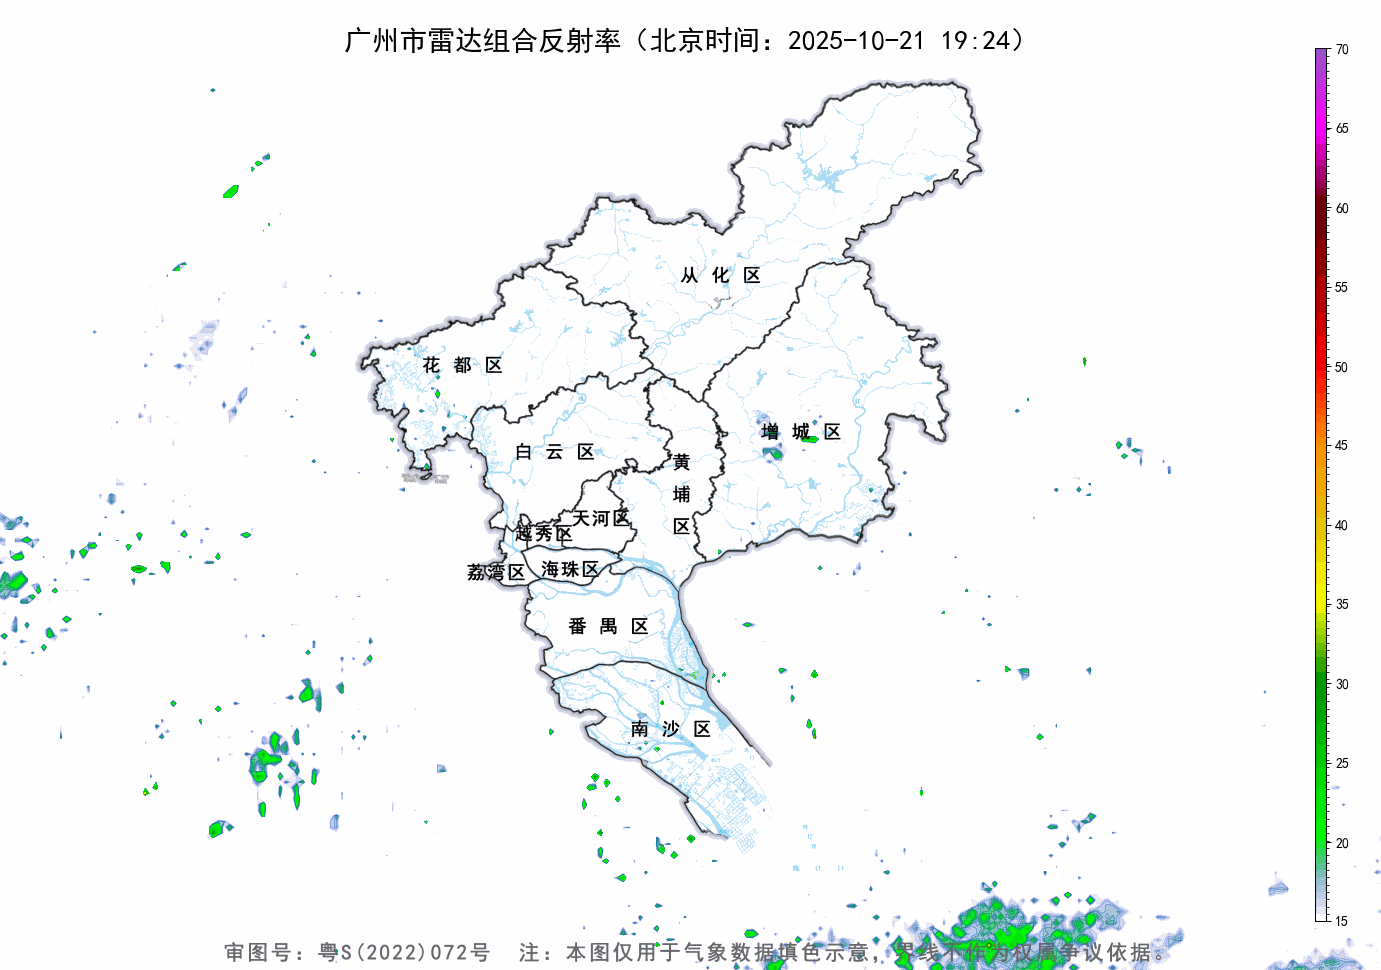 广州市雷达组合反射率（北京时间：2025-10-21 19:24）
70
65
60
55
50
45
40
35
30
25
20
15
从化区
花都区
增城区
白云区
黄埔区
天河区
越秀区
荔湾区
海珠区
番禺区
南沙区
审图号：粤S(2022)072号 注：本图仅用于气象数据填色示意，界线不作为权属争议依据。